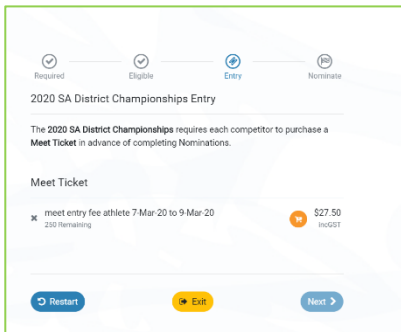 Required Eligible Entry Nominate
2020 SA District Championships Entry
The 2020 SA District Championships requires each competitor to purchase a
Meet Ticket in advance of completing Nominations.
Meet Ticket
meet entry fee athlete 7-Mar-20 to 9-Mar-20 $27.50
250 Remaining incGST
Restart Exit Next